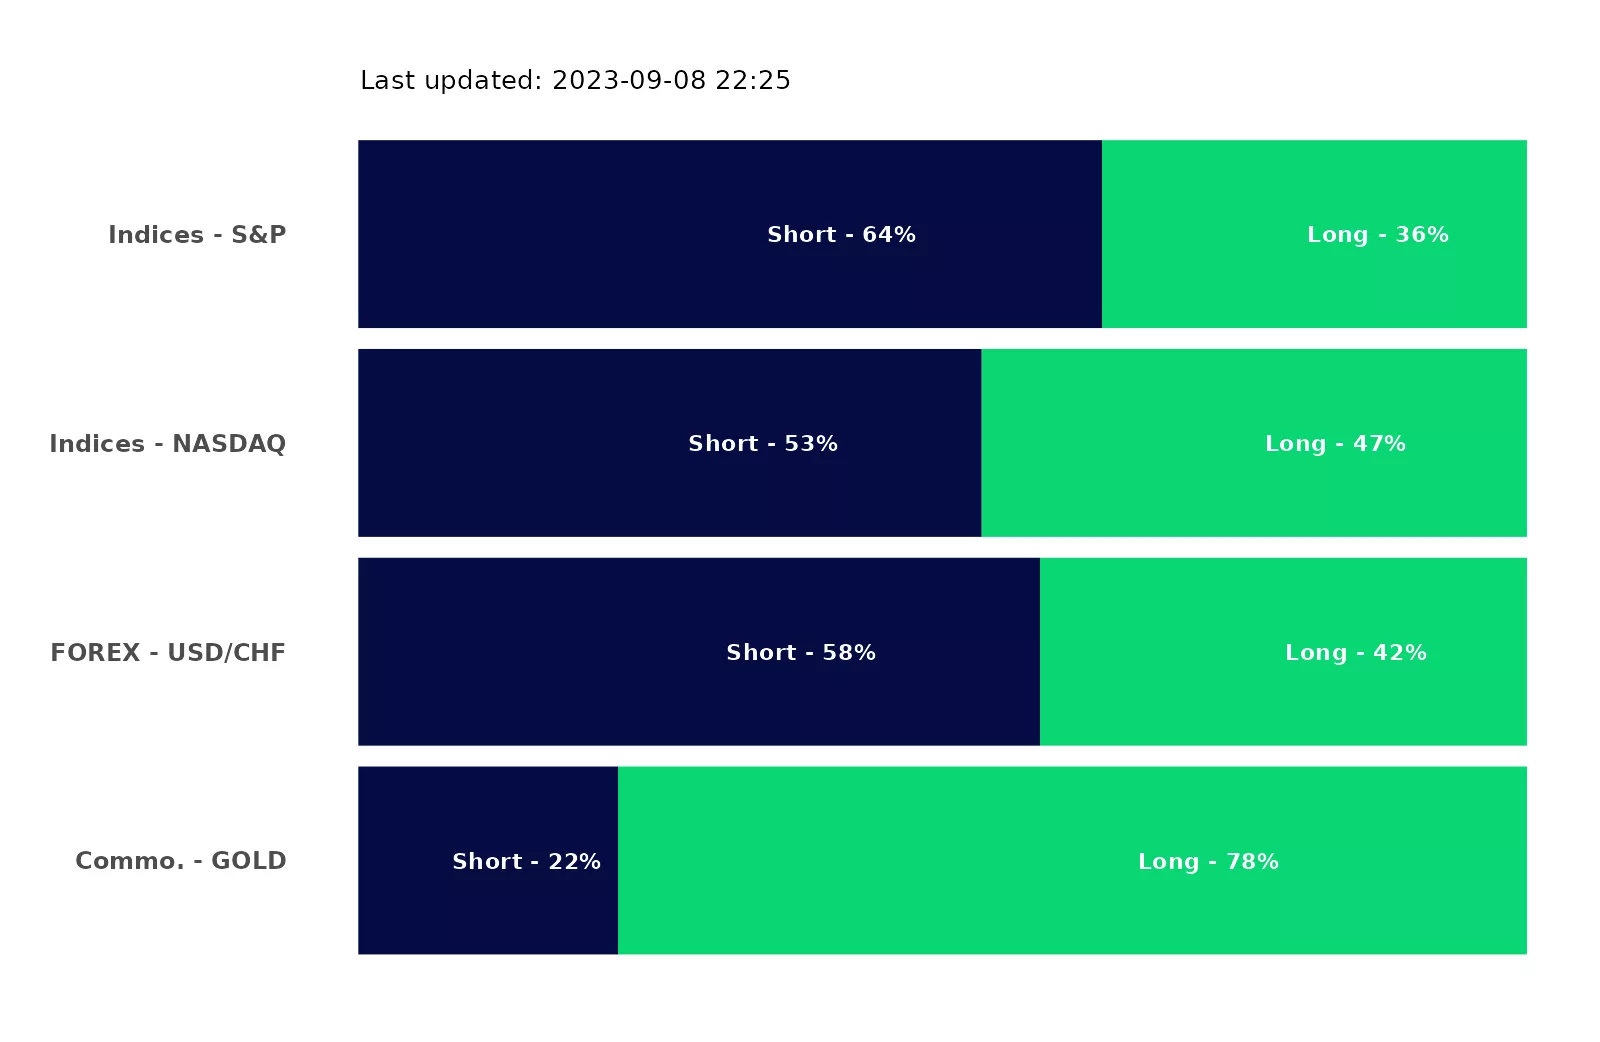 Last updated: 2023-09-08 22:25
Indices - S&P
Short - 64%
Long - 36%
Indices - NASDAQ
Short - 53%
Long - 47%
FOREX - USD/CHF
Short - 58%
Long - 42%
Commo. - GOLD
Short - 22%
Long - 78%